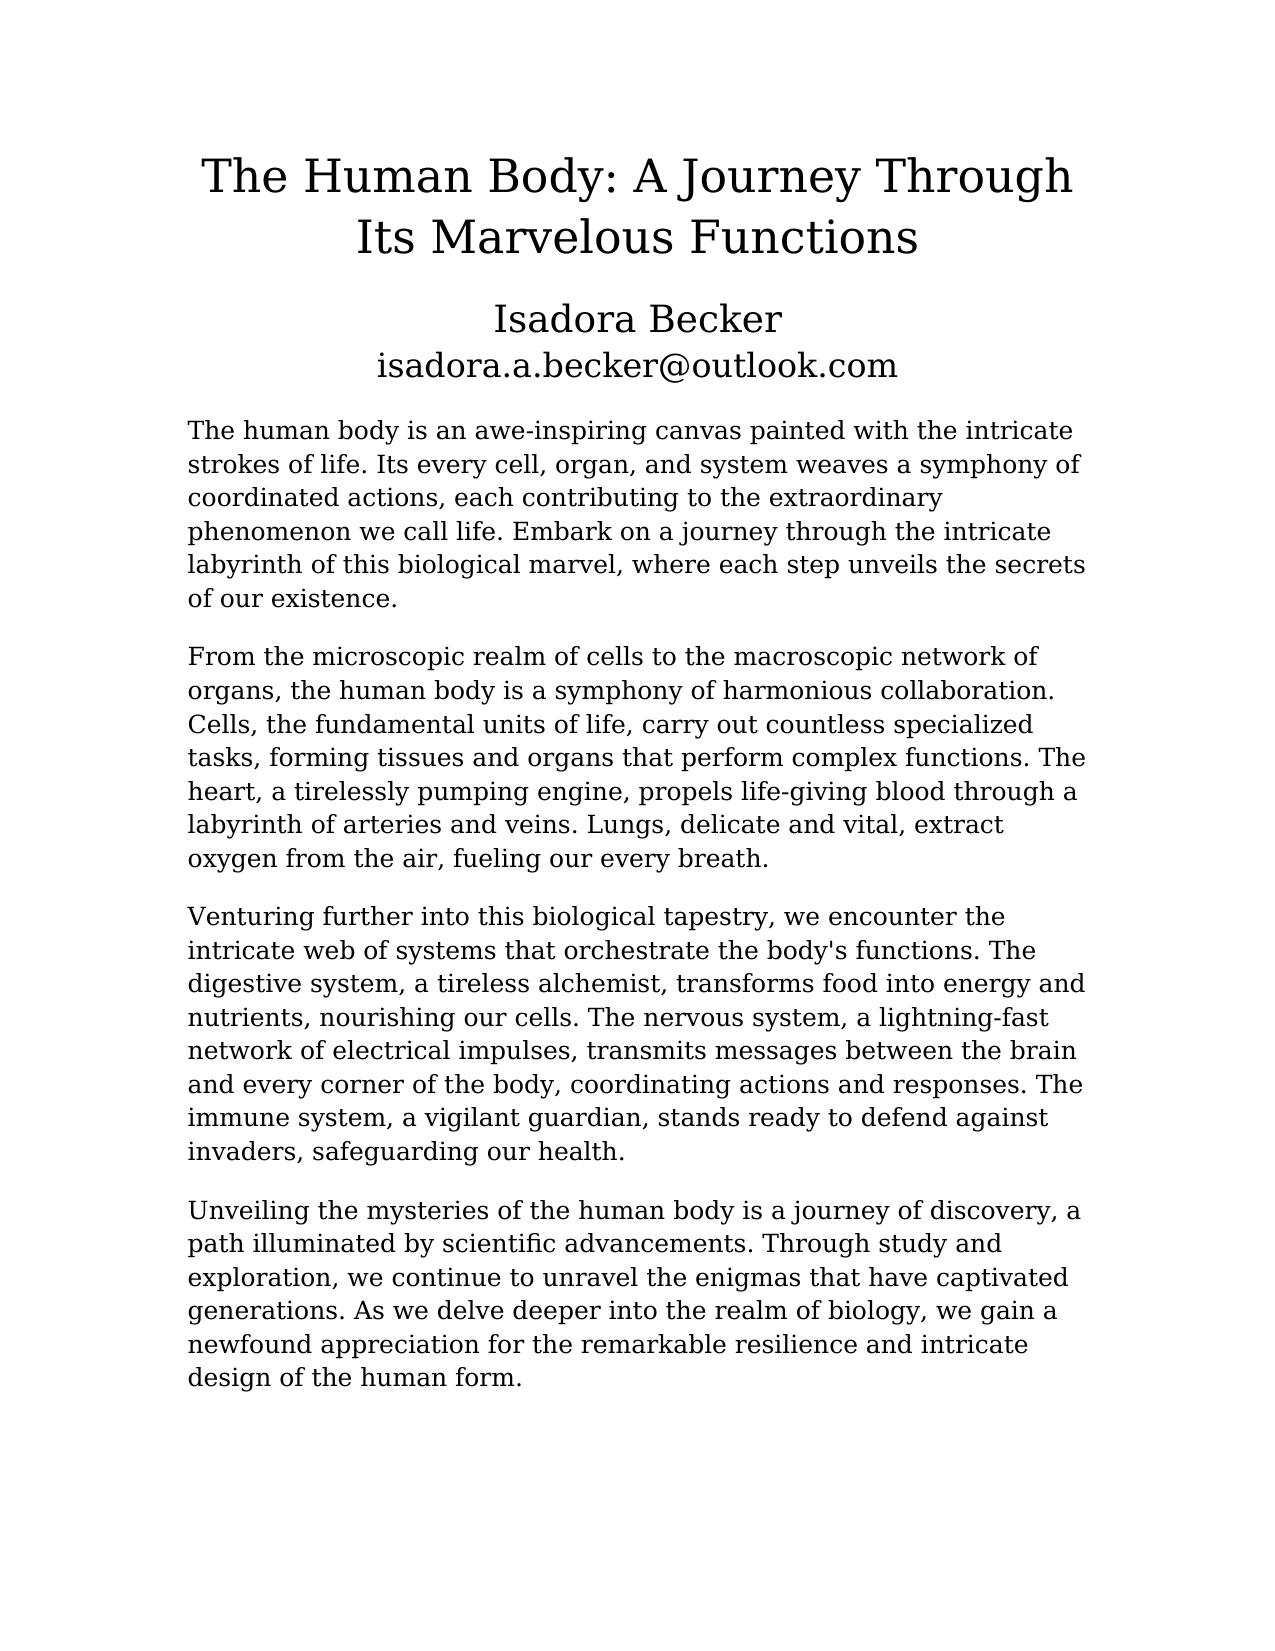 The Human Body: A Journey Through
Its Marvelous Functions
Isadora Becker
isadora.a.becker@outlook.com
The human body is an awe-inspiring canvas painted with the intricate
strokes of life. Its every cell, organ, and system weaves a symphony of
coordinated actions, each contributing to the extraordinary
phenomenon we call life. Embark on a journey through the intricate
labyrinth of this biological marvel, where each step unveils the secrets
of our existence.
From the microscopic realm of cells to the macroscopic network of
organs, the human body is a symphony of harmonious collaboration.
Cells, the fundamental units of life, carry out countless specialized
tasks, forming tissues and organs that perform complex functions. The
heart, a tirelessly pumping engine, propels life-giving blood through a
labyrinth of arteries and veins. Lungs, delicate and vital, extract
oxygen from the air, fueling our every breath.
Venturing further into this biological tapestry, we encounter the
intricate web of systems that orchestrate the body's functions. The
digestive system, a tireless alchemist, transforms food into energy and
nutrients, nourishing our cells. The nervous system, a lightning-fast
network of electrical impulses, transmits messages between the brain
and every corner of the body, coordinating actions and responses. The
immune system, a vigilant guardian, stands ready to defend against
invaders, safeguarding our health.
Unveiling the mysteries of the human body is a journey of discovery, a
path illuminated by scientific advancements. Through study and
exploration, we continue to unravel the enigmas that have captivated
generations. As we delve deeper into the realm of biology, we gain a
newfound appreciation for the remarkable resilience and intricate
design of the human form.